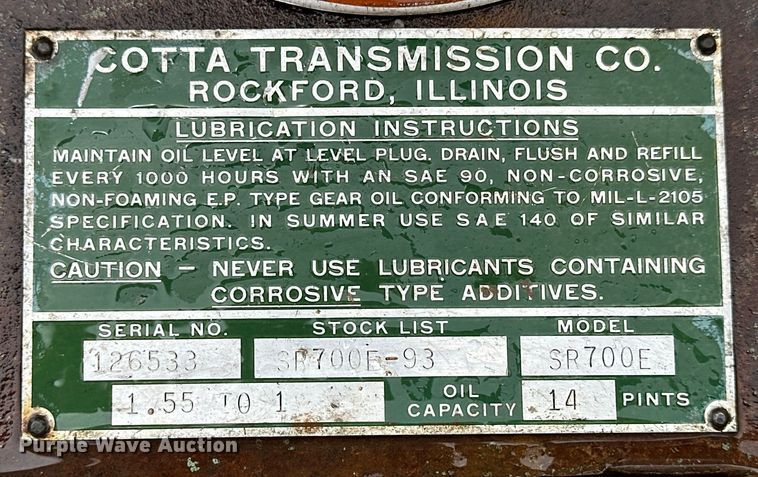 COTTA TRANSMISSION CO.
ROCKFORD, ILLINOIS
LUBRICATION INSTRUCTIONS
MAINTAIN OIL LEVEL AT LEVEL PLUG. DRAIN, FLUSH AND REFILL
EVERY 1000 HOURS WITH AN SAE 90, NON-CORROSIVE,
NON-FOAMING E.P. TYPE GEAR OIL CONFORMING TO MIL-L-2105
SPECIFICATION. IN SUMMER USE SAE 140 OF SIMILAR
CHARACTERISTICS.
CAUTION – NEVER USE LUBRICANTS CONTAINING
CORROSIVE TYPE ADDITIVES.
SERIAL NO. STOCK LIST MODEL
126533 SR700E-93 SR700E
1.55 TO 1 OIL CAPACITY 14 PINTS
Purple Wave Auction